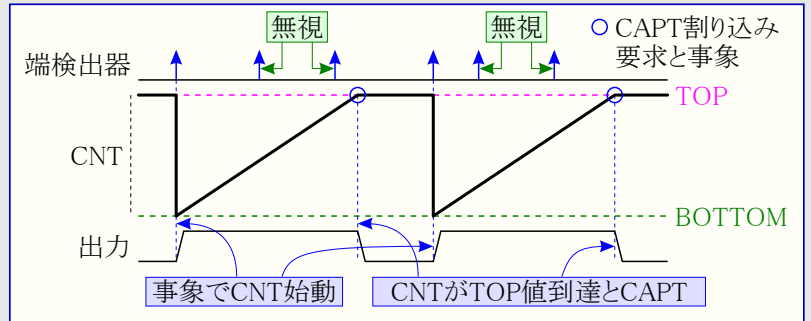 無視
無視
CAPT割り込み
要求と事象
端検出器
TOP
CNT
BOTTOM
出力
事象でCNT始動
CNTがTOP値到達とCAPT